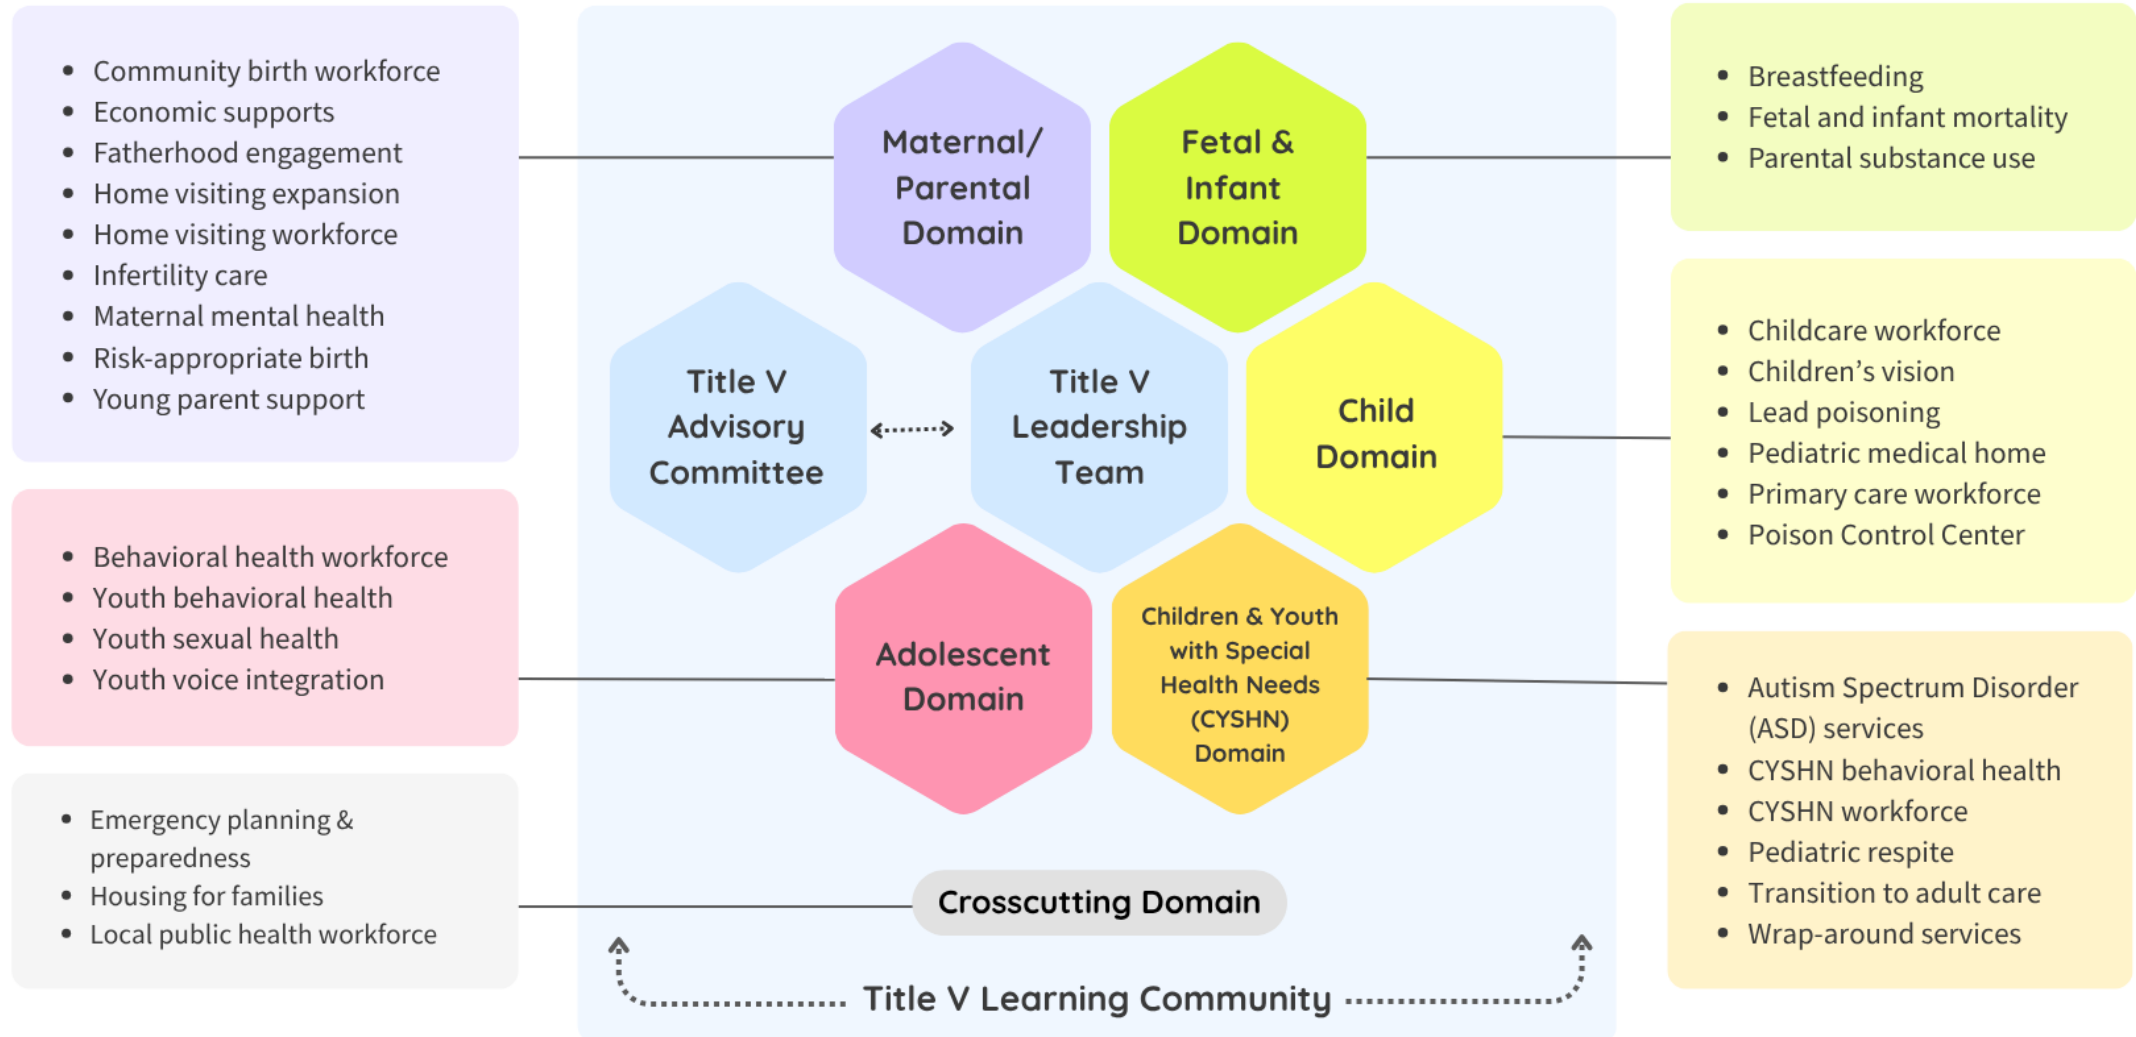 Community birth workforce
Economic supports
Fatherhood engagement
Home visiting expansion
Home visiting workforce
Infertility care
Maternal mental health
Risk-appropriate birth
Young parent support
Behavioral health workforce
Youth behavioral health
Youth sexual health
Youth voice integration
Emergency planning &
preparedness
Housing for families
Local public health workforce
Maternal/
Parental
Domain
Fetal &
Infant
Domain
Title V
Advisory
Committee
Title V
Leadership
Team
Child
Domain
Adolescent
Domain
Children & Youth
with Special
Health Needs
(CYSHN)
Domain
Crosscutting Domain
Title V Learning Community
Breastfeeding
Fetal and infant mortality
Parental substance use
Childcare workforce
Children’s vision
Lead poisoning
Pediatric medical home
Primary care workforce
Poison Control Center
Autism Spectrum Disorder
(ASD) services
CYSHN behavioral health
CYSHN workforce
Pediatric respite
Transition to adult care
Wrap-around services